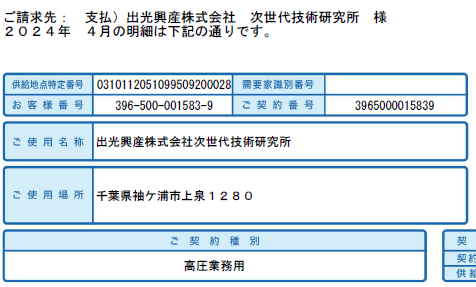 ご請求先： 支払）出光興産株式会社 次世代技術研究所 様
２０２４年 ４月の明細は下記の通りです。
供給地点特定番号 0310112051099509200028 需要家識別番号
お客様番号 396-500-001583-9 ご契約番号 3965000015839
ご使用名称 出光興産株式会社次世代技術研究所
ご使用場所 千葉県袖ケ浦市上泉１２８０
ご契約種別 契
高圧業務用 契約
供給